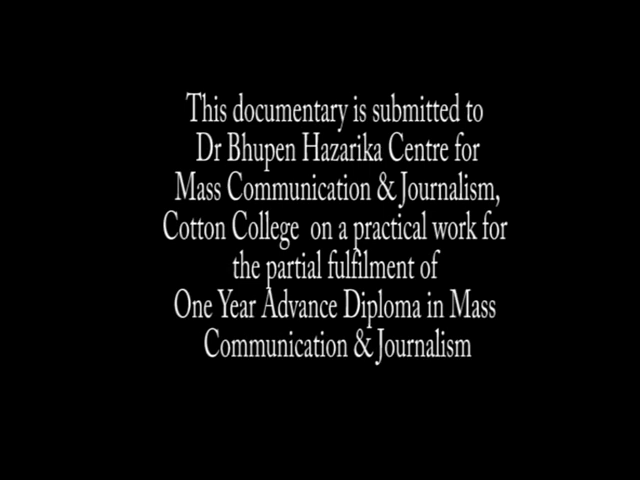 This documentary is submitted to
Dr Bhupen Hazarika Centre for
Mass Communication & Journalism,
Cotton College on a practical work for
the partial fulfilment of
One Year Advance Diploma in Mass
Communication & Journalism